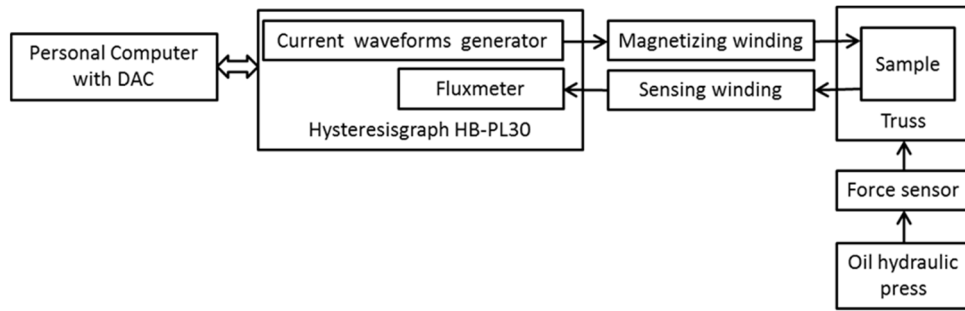 Personal Computer
with DAC
Current waveforms generator
Fluxmeter
Hysteresisgraph HB-PL30
Magnetizing winding
Sensing winding
Sample
Truss
Force sensor
Oil hydraulic
press